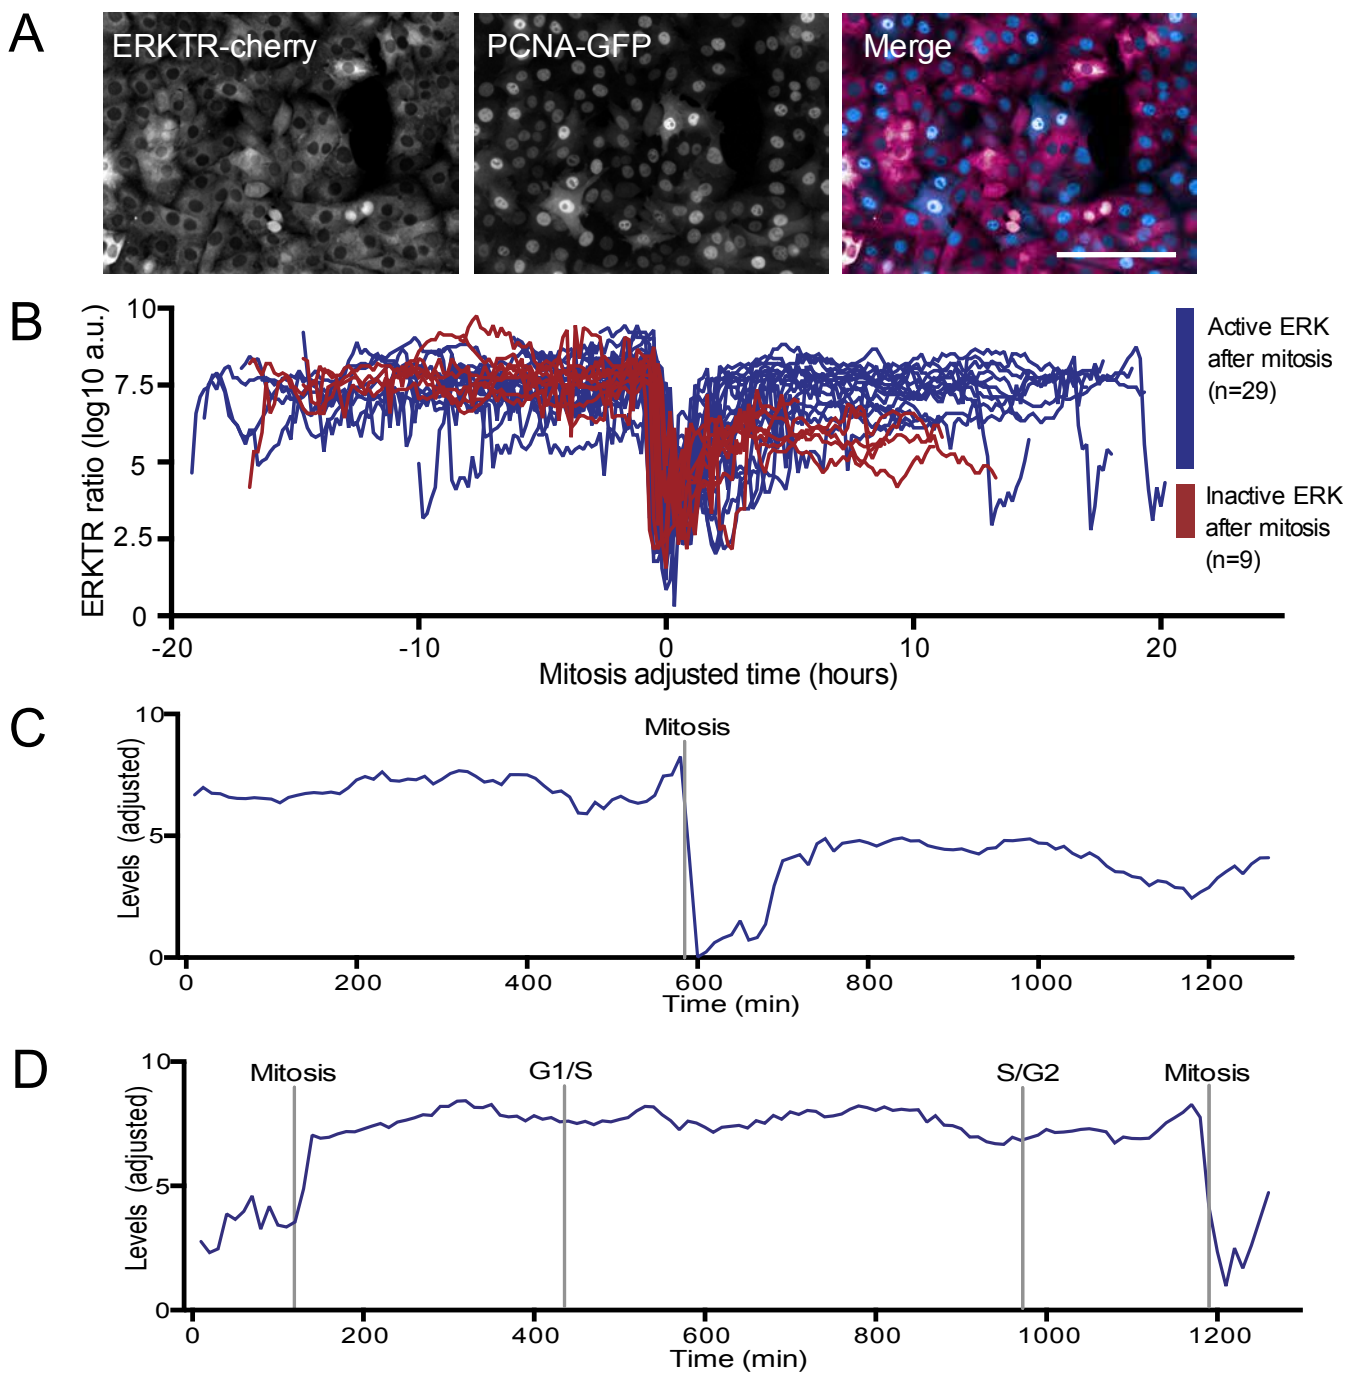 A
ERKTR-cherry
PCNA-GFP
Merge
B
ERKTR ratio (log10 a.u.)
10
7.5
5
2.5
0
-20
-10
0
10
20
Mitosis adjusted time (hours)
Active ERK
after mitosis
(n=29)
Inactive ERK
after mitosis
(n=9)
C
Levels (adjusted)
10
5
0
Mitosis
0
200
400
600
800
1000
1200
Time (min)
D
Levels (adjusted)
10
5
0
Mitosis
G1/S
S/G2
Mitosis
0
200
400
600
800
1000
1200
Time (min)